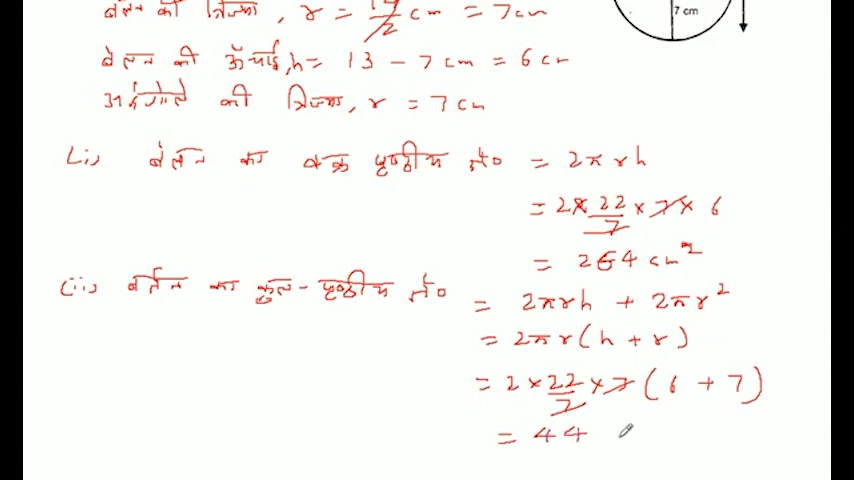 बेलन की त्रिज्या, r = 14/2 cm = 7cm
7 cm
बेलन की ऊँचाई, h = 13 - 7 cm = 6 cm
अर्द्धगोले की त्रिज्या, r = 7 cm
(i) बेलन का वक्र पृष्ठीय क्षे० = 2πrh
= 2 × 22/7 × 7 × 6
= 264 cm²
(ii) बर्तन का कुल-पृष्ठीय क्षे० = 2πrh + 2πr²
= 2πr(h + r)
= 2 × 22/7 × 7 (6 + 7)
= 44